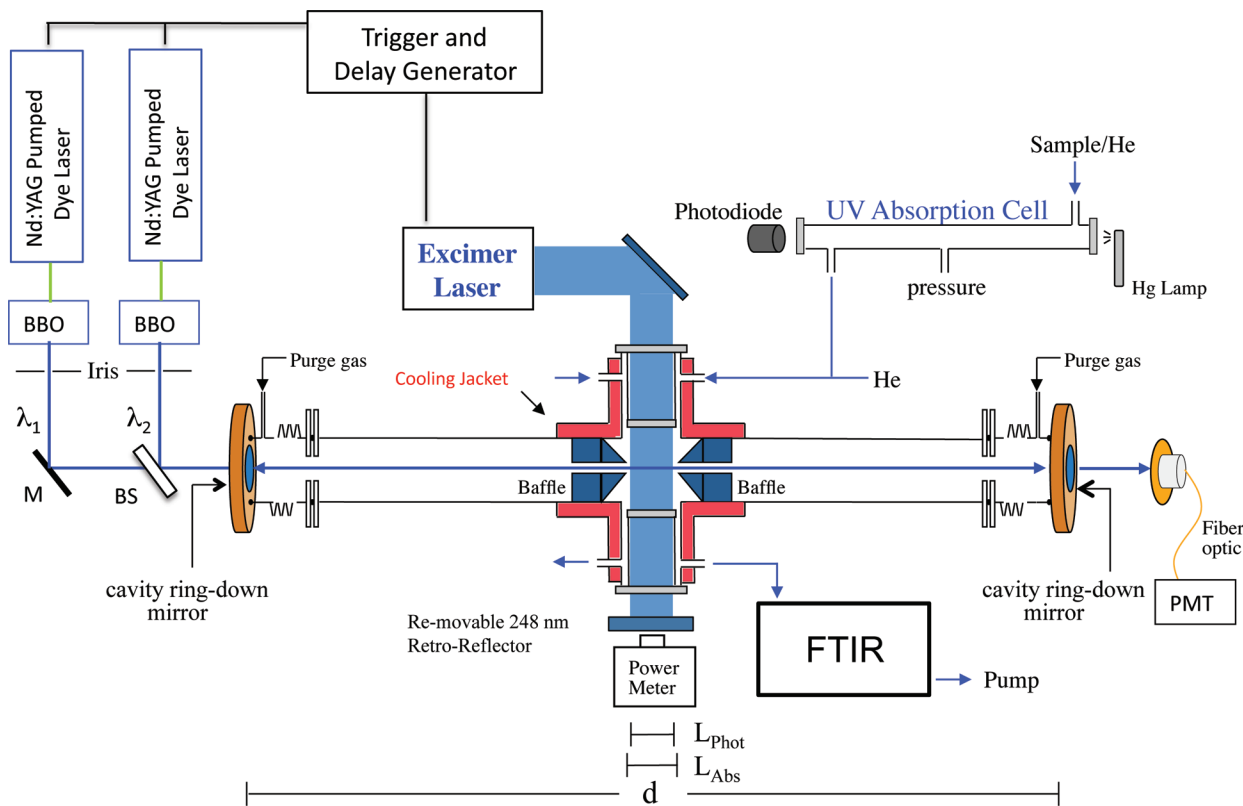 Trigger and
Delay Generator
Nd:YAG Pumped
Dye Laser
Nd:YAG Pumped
Dye Laser
Sample/He
Photodiode
UV Absorption Cell
Excimer
Laser
pressure
Hg Lamp
BBO
BBO
Iris
Purge gas
Cooling Jacket
He
Purge gas
λ1
λ2
M
BS
Baffle
Baffle
Fiber
optic
cavity ring-down
mirror
cavity ring-down
mirror
PMT
Re-movable 248 nm
Retro-Reflector
FTIR
Power
Meter
Pump
LPhot
LAbs
d